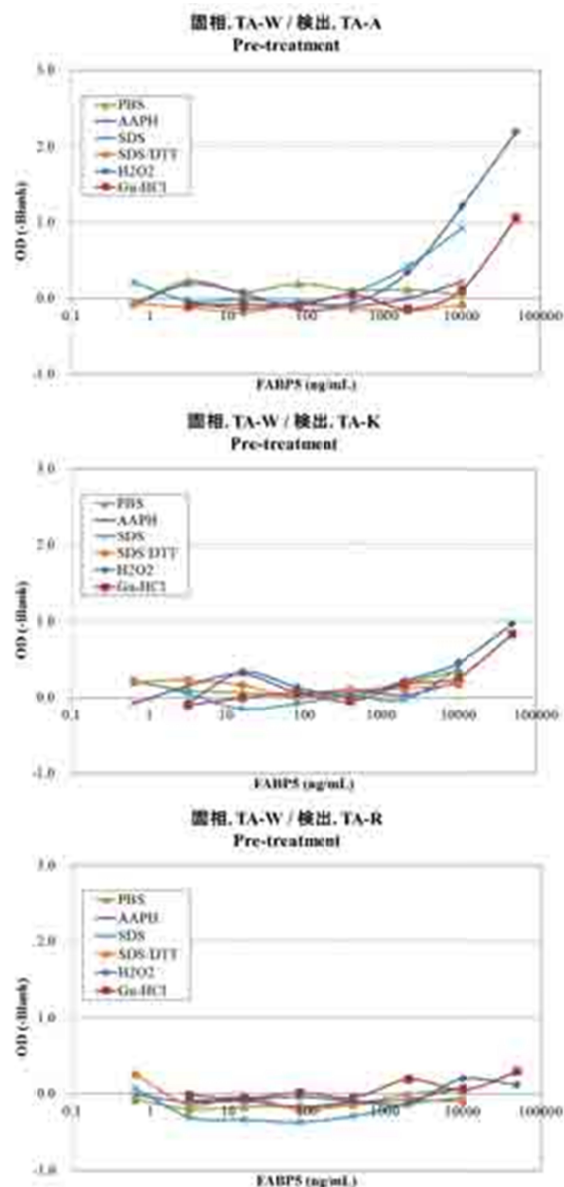 固相. TA-W / 検出. TA-A
Pre-treatment
3.0
2.0
1.0
0.0
-1.0
OD (-Blank)
PBS
AAPH
SDS
SDS/DTT
H2O2
Gu-HCl
0.1
1
10
100
1000
10000
100000
FABP5 (ng/mL)
固相. TA-W / 検出. TA-K
Pre-treatment
3.0
2.0
1.0
0.0
-1.0
OD (-Blank)
PBS
AAPH
SDS
SDS/DTT
H2O2
Gu-HCl
0.1
1
10
100
1000
10000
100000
FABP5 (ng/mL)
固相. TA-W / 検出. TA-R
Pre-treatment
3.0
2.0
1.0
0.0
-1.0
OD (-Blank)
PBS
AAPH
SDS
SDS/DTT
H2O2
Gu-HCl
0.1
1
10
100
1000
10000
100000
FABP5 (ng/mL)